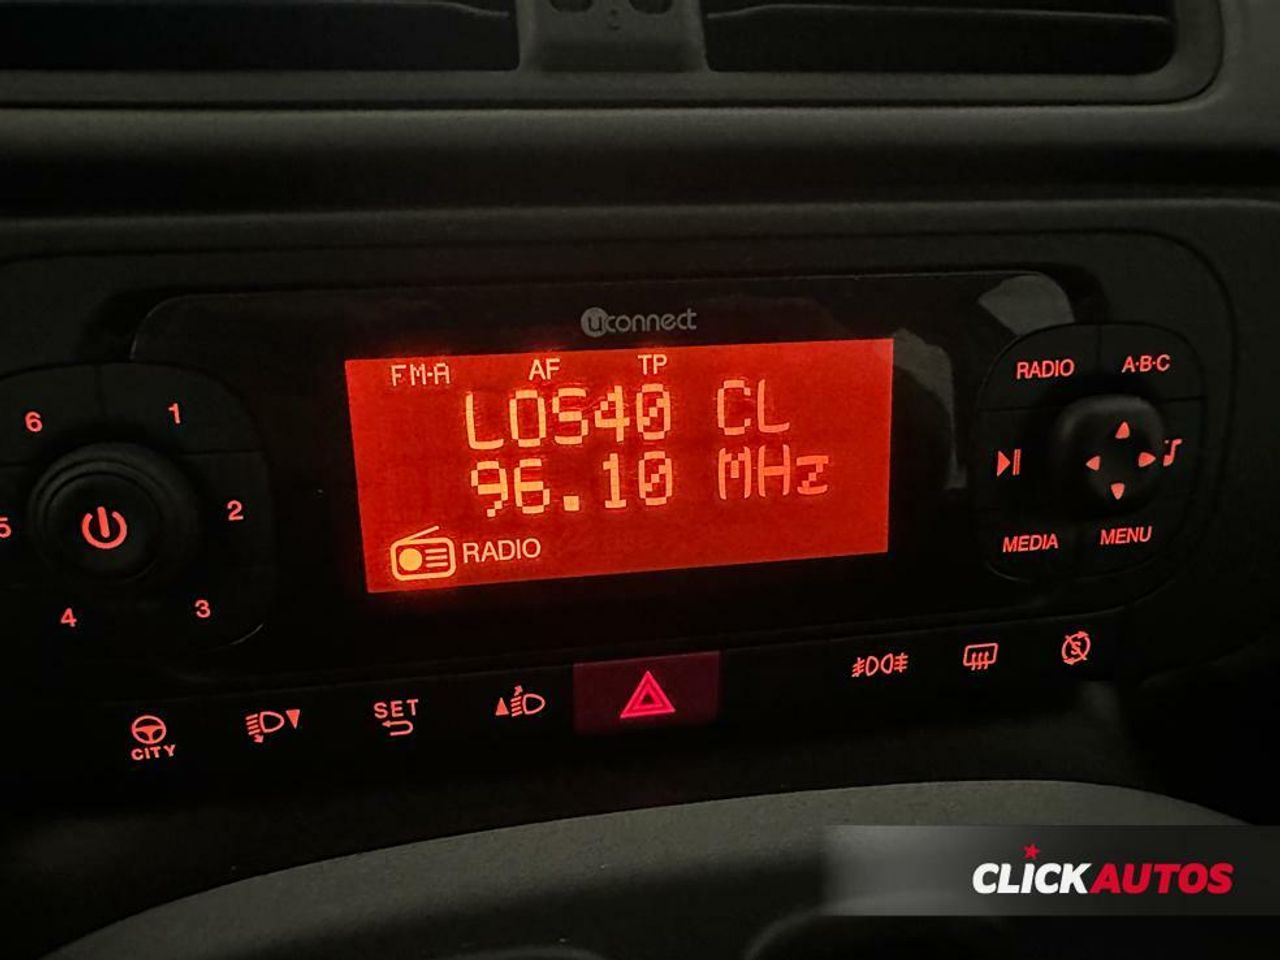 uconnect
FM-A AF TP
LOS40 CL
96.10 MHz
RADIO
6 1
5 2
4 3
RADIO A·B·C
MEDIA MENU
CITY
SET
CLICKAUTOS